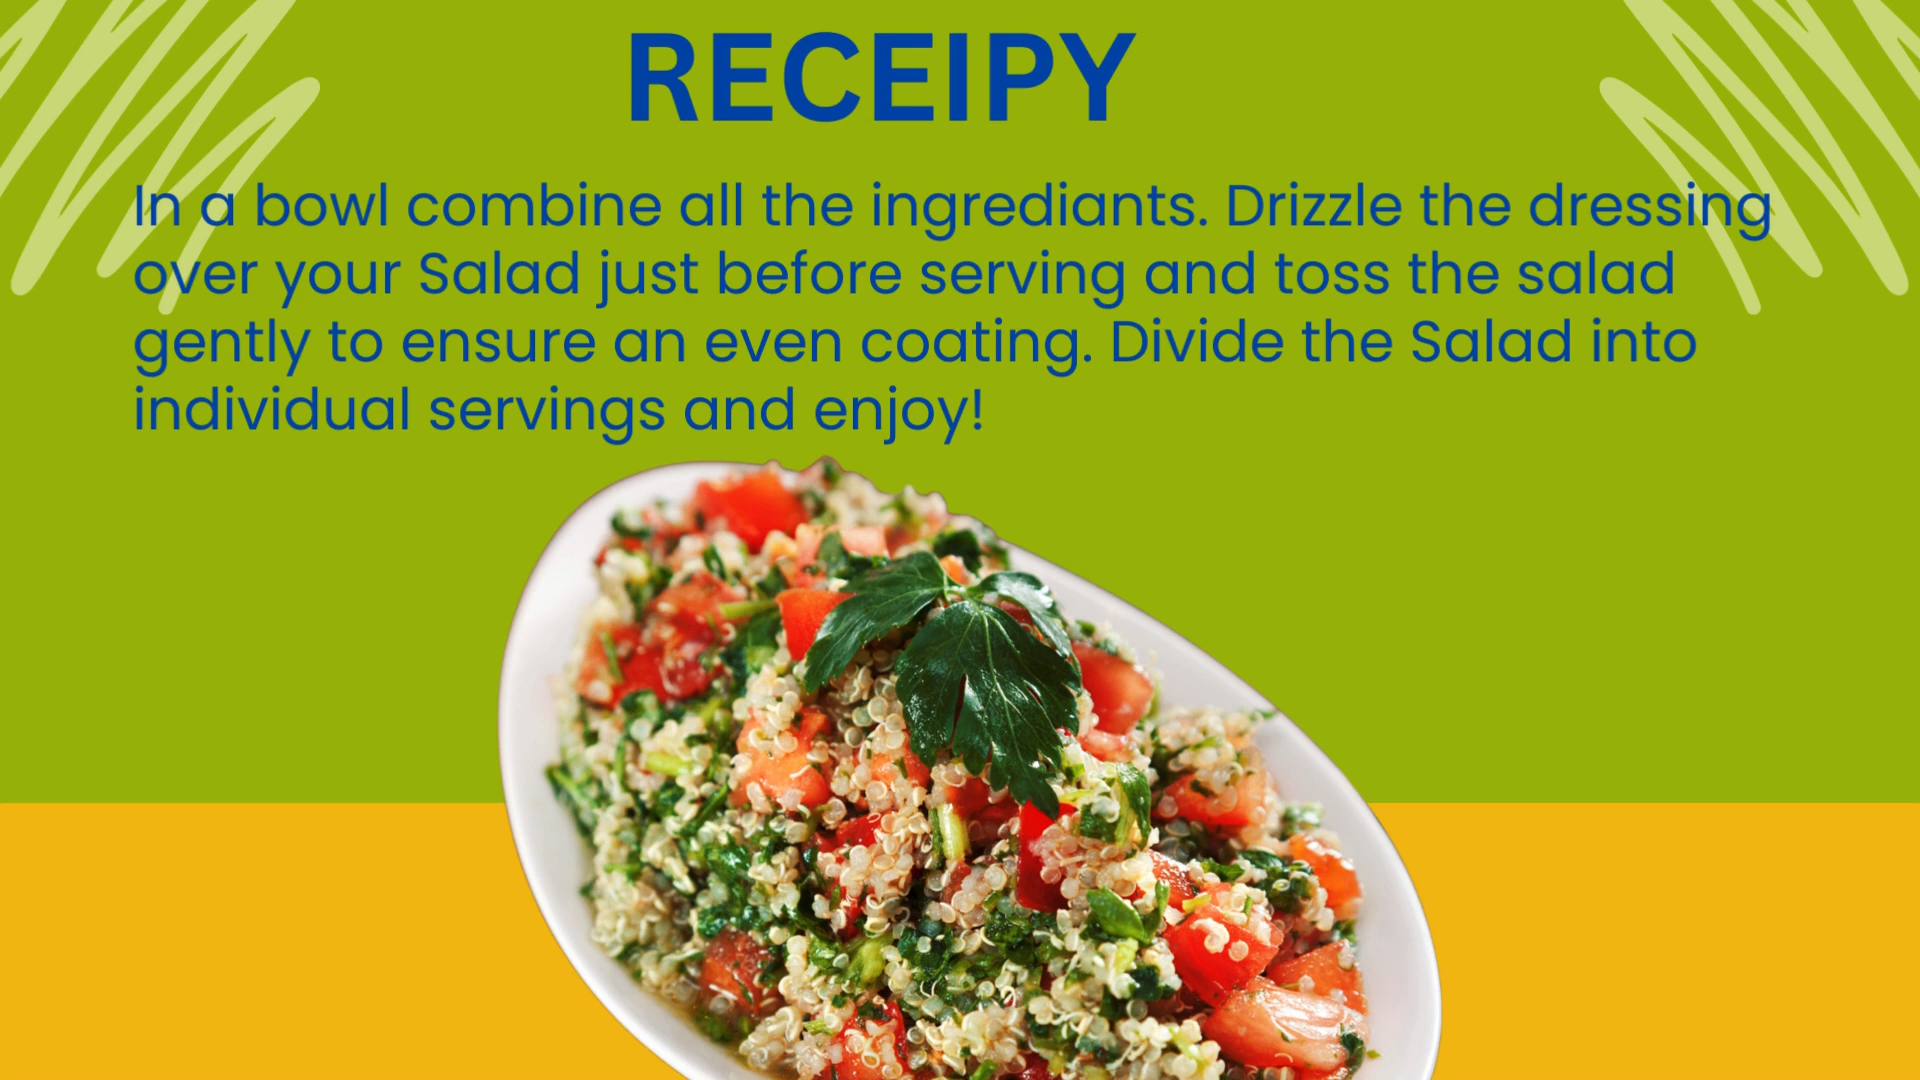 RECEIPY
In a bowl combine all the ingrediants. Drizzle the dressing
over your Salad just before serving and toss the salad
gently to ensure an even coating. Divide the Salad into
individual servings and enjoy!